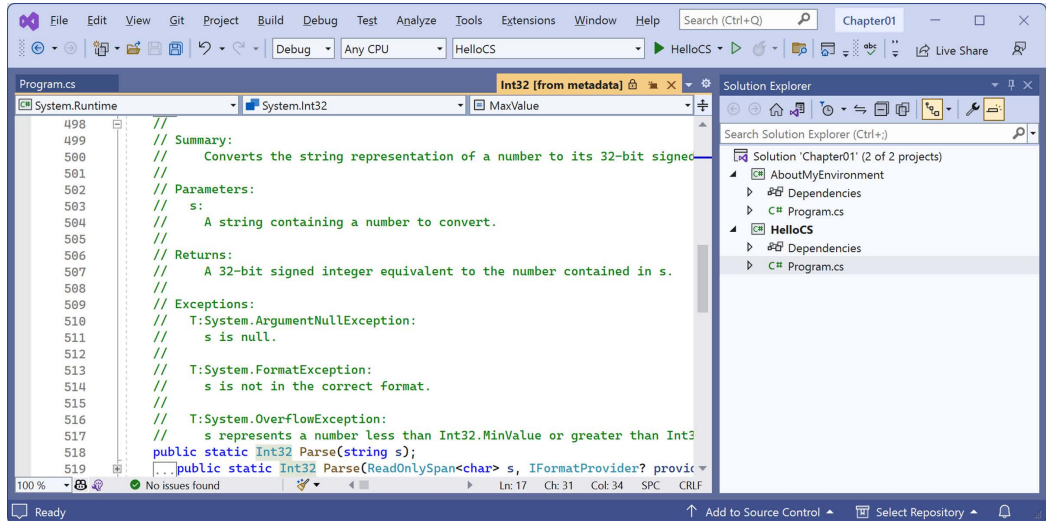 File Edit View Git Project Build Debug Test Analyze Tools Extensions Window Help Search (Ctrl+Q) Chapter01
Debug Any CPU HelloCS HelloCS abc Live Share
Program.cs Int32 [from metadata]
C# System.Runtime System.Int32 MaxValue
498 //
499 // Summary:
500 // Converts the string representation of a number to its 32-bit signed
501 //
502 // Parameters:
503 // s:
504 // A string containing a number to convert.
505 //
506 // Returns:
507 // A 32-bit signed integer equivalent to the number contained in s.
508 //
509 // Exceptions:
510 // T:System.ArgumentNullException:
511 // s is null.
512 //
513 // T:System.FormatException:
514 // s is not in the correct format.
515 //
516 // T:System.OverflowException:
517 // s represents a number less than Int32.MinValue or greater than Int3
518 public static Int32 Parse(string s);
519 ...public static Int32 Parse(ReadOnlySpan<char> s, IFormatProvider? provid
100 % No issues found Ln: 17 Ch: 31 Col: 34 SPC CRLF
Solution Explorer
Search Solution Explorer (Ctrl+;)
Solution 'Chapter01' (2 of 2 projects)
C# AboutMyEnvironment
Dependencies
C# Program.cs
C# HelloCS
Dependencies
C# Program.cs
Ready Add to Source Control Select Repository